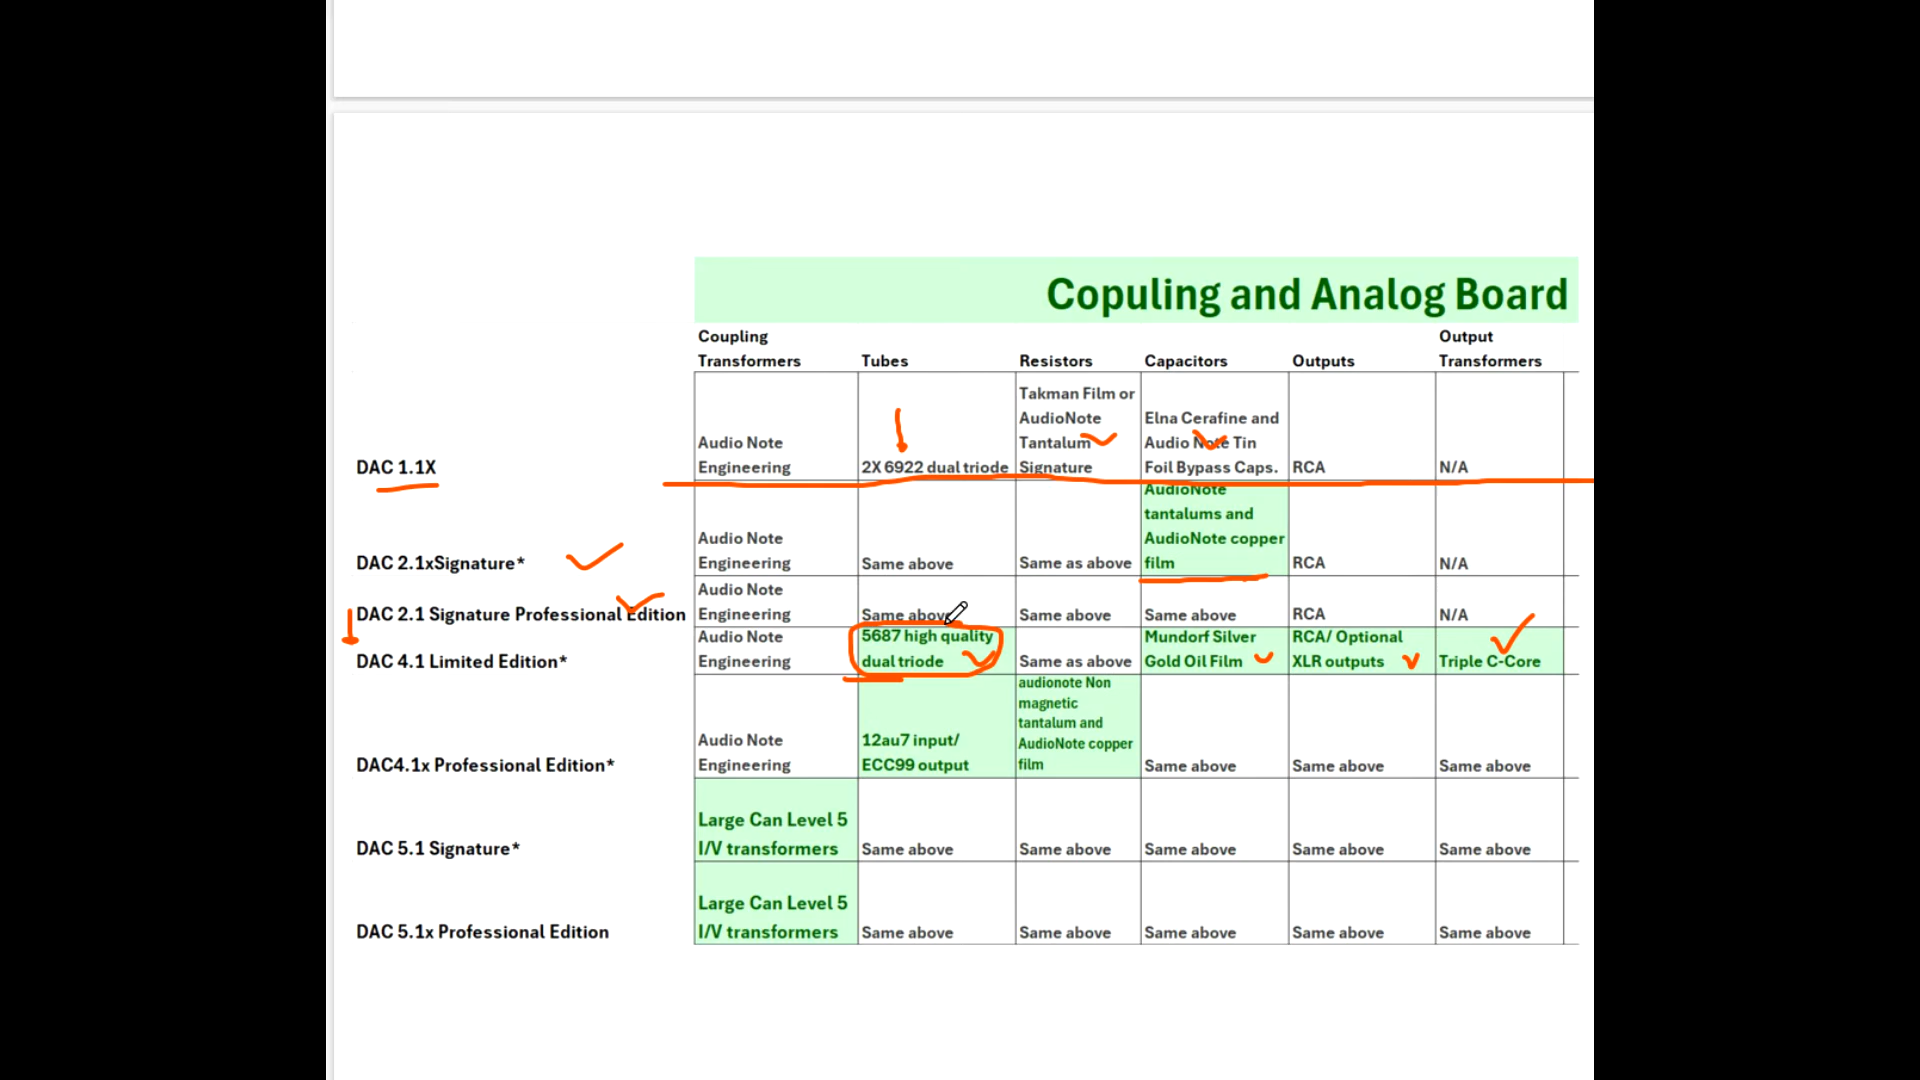 Copuling and Analog Board
Coupling Transformers Tubes Resistors Capacitors Outputs Output Transformers
DAC 1.1X Audio Note Engineering 2X 6922 dual triode Takman Film or AudioNote Tantalum Signature Elna Cerafine and Audio Note Tin Foil Bypass Caps. RCA N/A
DAC 2.1xSignature* Audio Note Engineering Same above Same as above AudioNote tantalums and AudioNote copper film RCA N/A
DAC 2.1 Signature Professional Edition Audio Note Engineering Same above Same above Same above RCA N/A
DAC 4.1 Limited Edition* Audio Note Engineering 5687 high quality dual triode Same as above Mundorf Silver Gold Oil Film RCA/ Optional XLR outputs Triple C-Core
DAC4.1x Professional Edition* Audio Note Engineering 12au7 input/ ECC99 output audionote Non magnetic tantalum and AudioNote copper film Same above Same above Same above
DAC 5.1 Signature* Large Can Level 5 I/V transformers Same above Same above Same above Same above Same above
DAC 5.1x Professional Edition Large Can Level 5 I/V transformers Same above Same above Same above Same above Same above